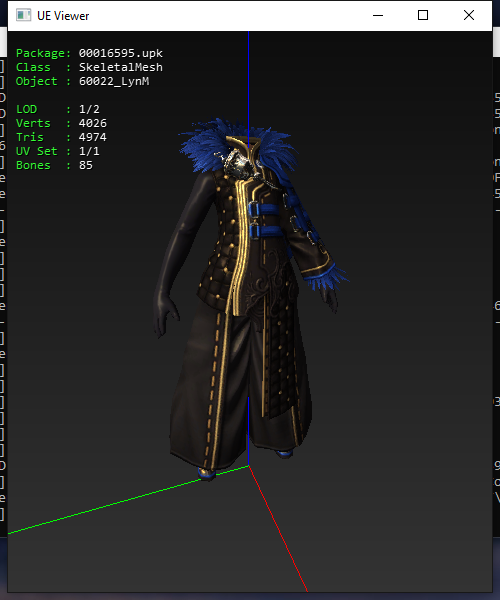 UE Viewer
Package: 00016595.upk
Class : SkeletalMesh
Object : 60022_LynM
LOD : 1/2
Verts : 4026
Tris : 4974
UV Set : 1/1
Bones : 85